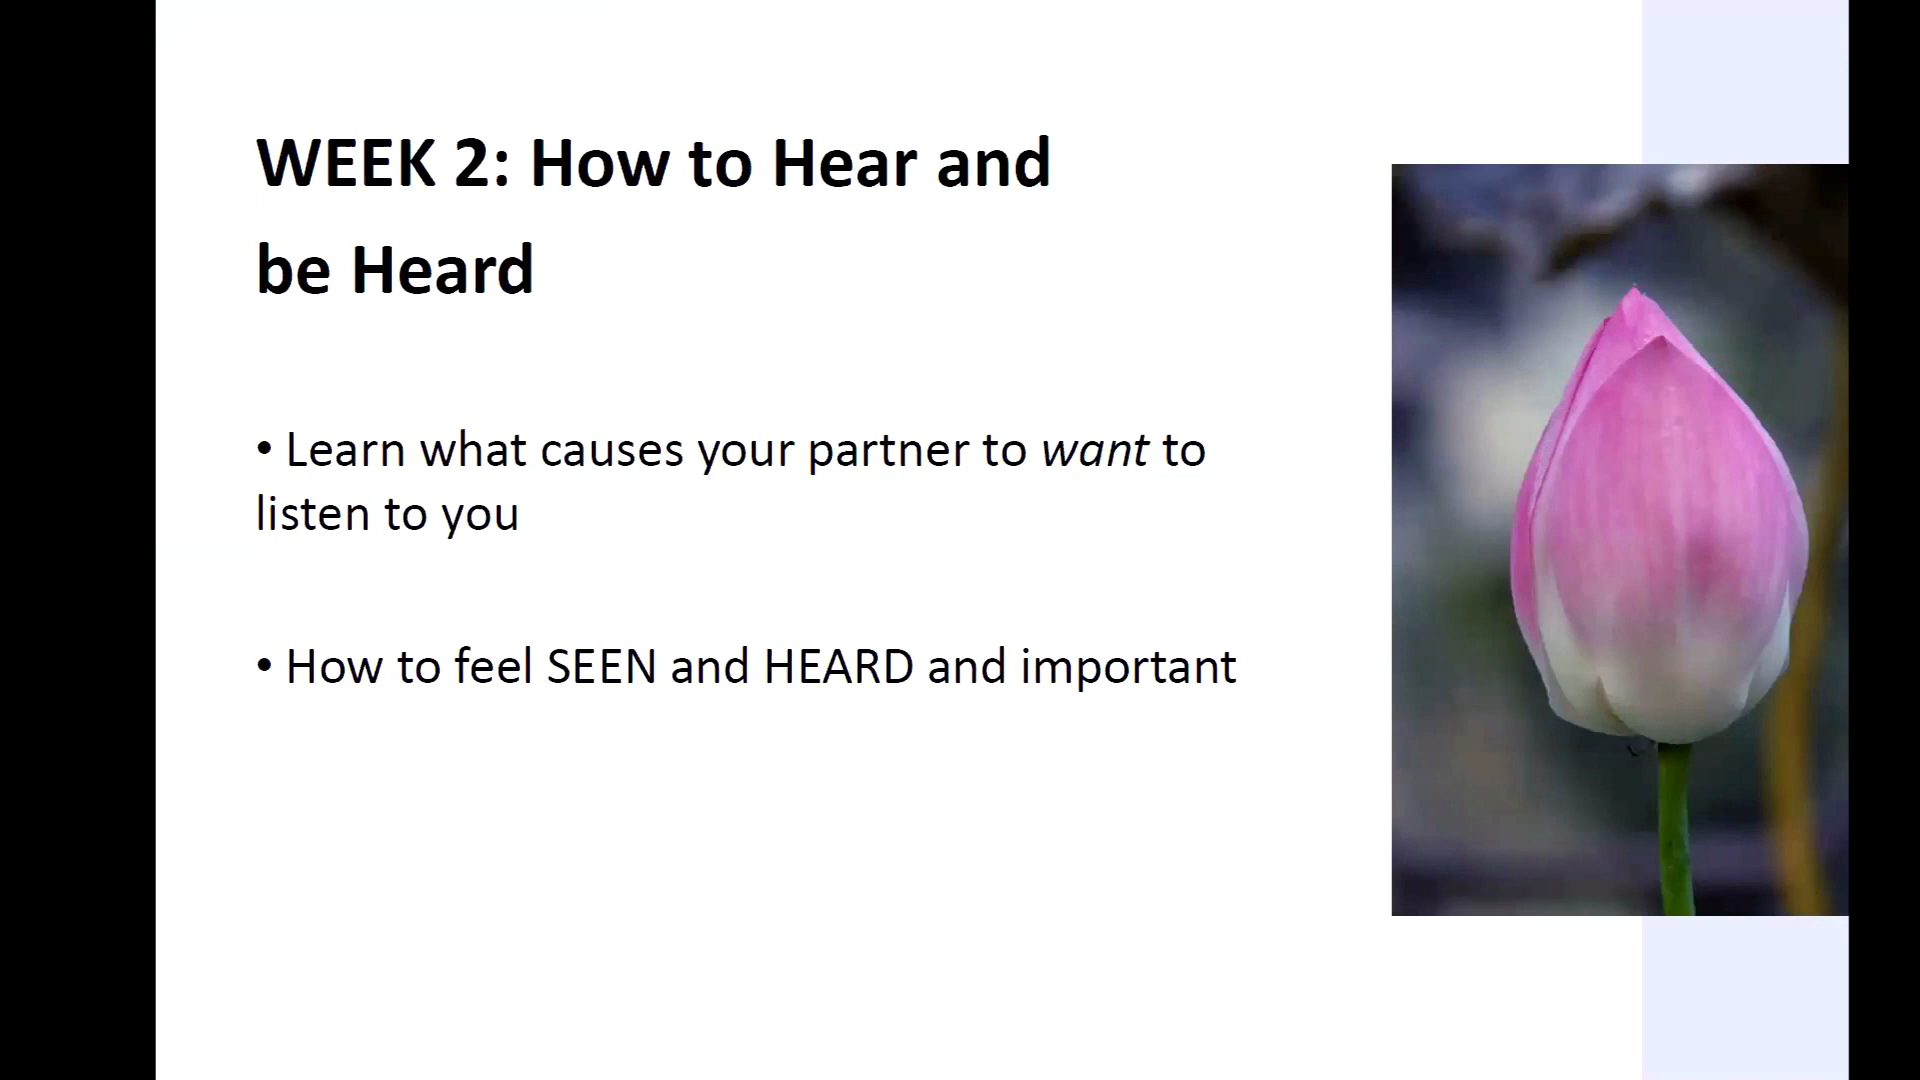 WEEK 2: How to Hear and
be Heard
• Learn what causes your partner to want to
listen to you
• How to feel SEEN and HEARD and important